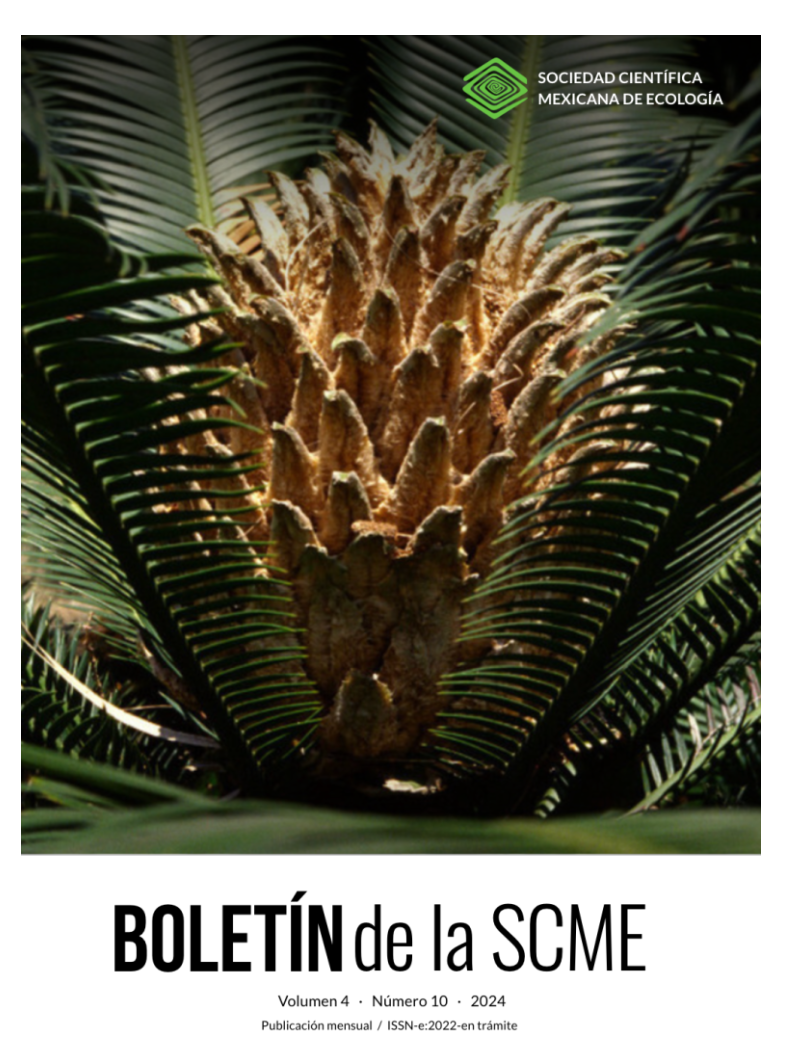 SOCIEDAD CIENTÍFICA
MEXICANA DE ECOLOGÍA
BOLETÍN de la SCME
Volumen 4 · Número 10 · 2024
Publicación mensual / ISSN-e:2022-en trámite